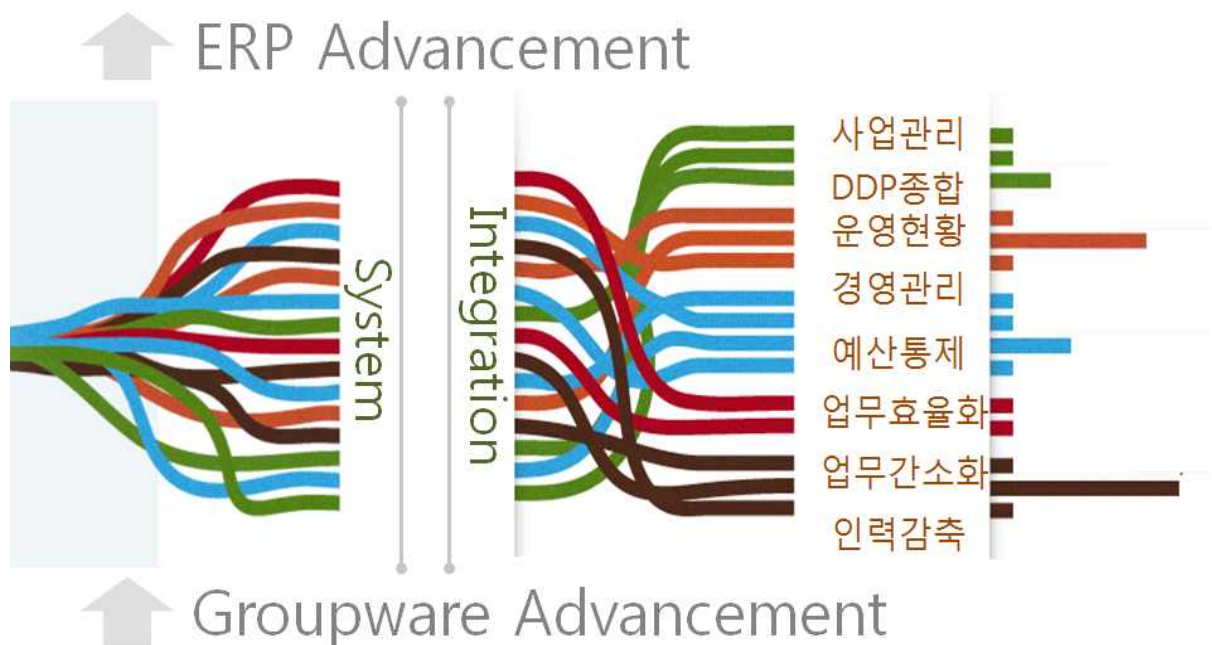 ERP Advancement
System
Integration
사업관리
DDP종합
운영현황
경영관리
예산통제
업무효율화
업무간소화
인력감축
Groupware Advancement